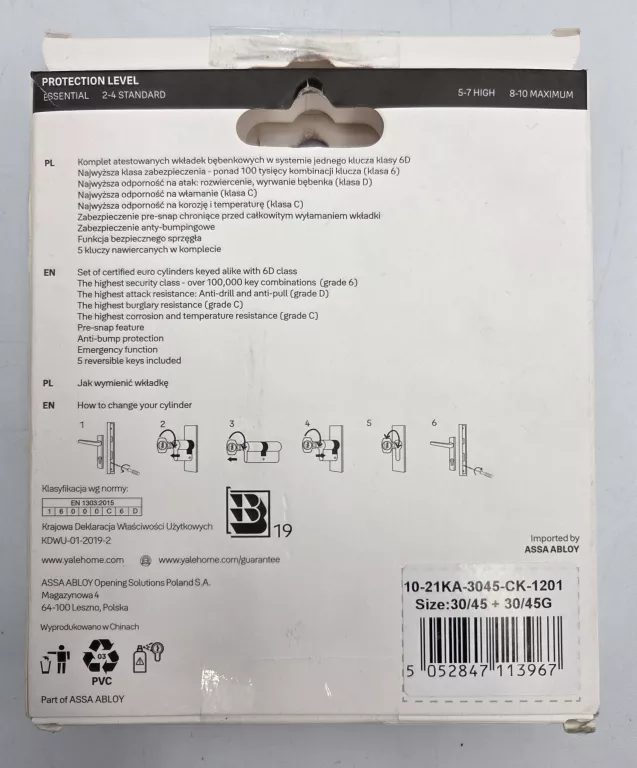 PROTECTION LEVEL
ESSENTIAL 2-4 STANDARD 5-7 HIGH 8-10 MAXIMUM
PL Komplet atestowanych wkładek bębenkowych w systemie jednego klucza klasy 6D
Najwyższa klasa zabezpieczenia - ponad 100 tysięcy kombinacji klucza (klasa 6)
Najwyższa odporność na atak: rozwiercenie, wyrwanie bębenka (klasa D)
Najwyższa odporność na włamanie (klasa C)
Najwyższa odporność na korozję i temperaturę (klasa C)
Zabezpieczenie pre-snap chroniące przed całkowitym wyłamaniem wkładki
Zabezpieczenie anty-bumpingowe
Funkcja bezpiecznego sprzęgła
5 kluczy nawiercanych w komplecie
EN Set of certified euro cylinders keyed alike with 6D class
The highest security class - over 100,000 key combinations (grade 6)
The highest attack resistance: Anti-drill and anti-pull (grade D)
The highest burglary resistance (grade C)
The highest corrosion and temperature resistance (grade C)
Pre-snap feature
Anti-bump protection
Emergency function
5 reversible keys included
PL Jak wymienić wkładkę
EN How to change your cylinder
1 2 3 4 5 6
Klasyfikacja wg normy:
EN 1303:2015
1 6 0 0 0 C 6 D
Krajowa Deklaracja Właściwości Użytkowych
KDWU-01-2019-2
B 19
www.yalehome.com www.yalehome.com/guarantee
Imported by
ASSA ABLOY
ASSA ABLOY Opening Solutions Poland S.A.
Magazynowa 4
64-100 Leszno, Polska
Wyprodukowano w Chinach
03
PVC
Part of ASSA ABLOY
10-21KA-3045-CK-1201
Size:30/45 + 30/45G
5 052847 113967